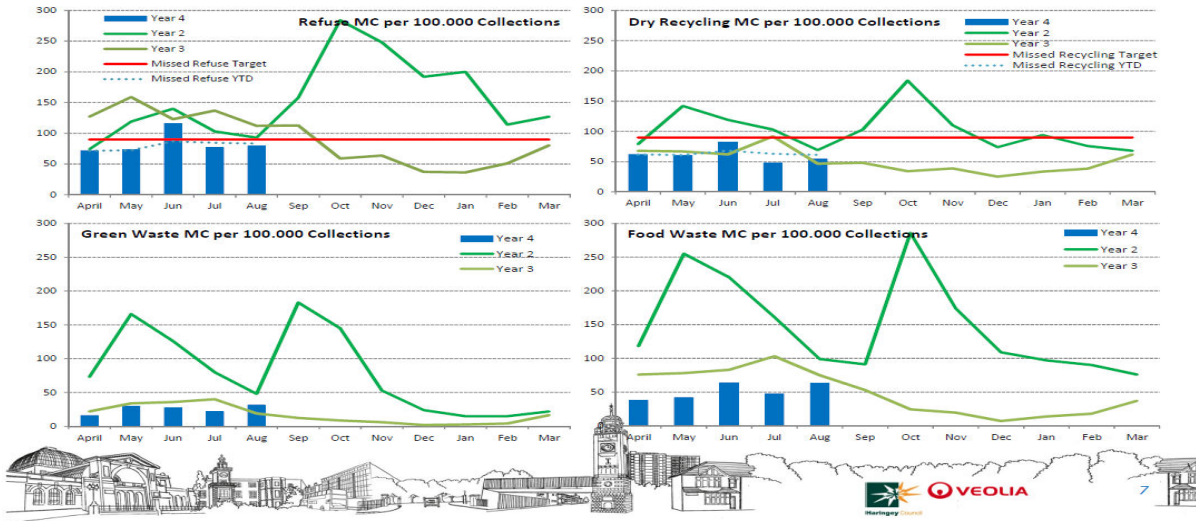 Refuse MC per 100.000 Collections
Year 4
Year 2
Year 3
Missed Refuse Target
Missed Refuse YTD
300
250
200
150
100
50
0
April May Jun Jul Aug Sep Oct Nov Dec Jan Feb Mar
Dry Recycling MC per 100.000 Collections
Year 4
Year 2
Year 3
Missed Recycling Target
Missed Recycling YTD
300
250
200
150
100
50
0
April May Jun Jul Aug Sep Oct Nov Dec Jan Feb Mar
Green Waste MC per 100.000 Collections
Year 4
Year 2
Year 3
300
250
200
150
100
50
0
April May Jun Jul Aug Sep Oct Nov Dec Jan Feb Mar
Food Waste MC per 100.000 Collections
Year 4
Year 2
Year 3
300
250
200
150
100
50
0
April May Jun Jul Aug Sep Oct Nov Dec Jan Feb Mar
Haringey Council
VEOLIA
7